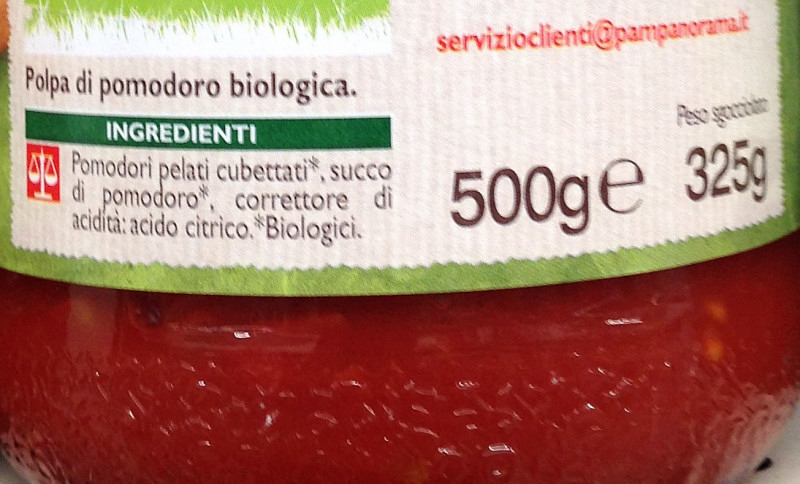 servizioclienti@pampanorama.it
Polpa di pomodoro biologica.
INGREDIENTI
Pomodori pelati cubettati*, succo
di pomodoro*, correttore di
acidità: acido citrico.*Biologici.
Peso sgocciolato
500g℮ 325g